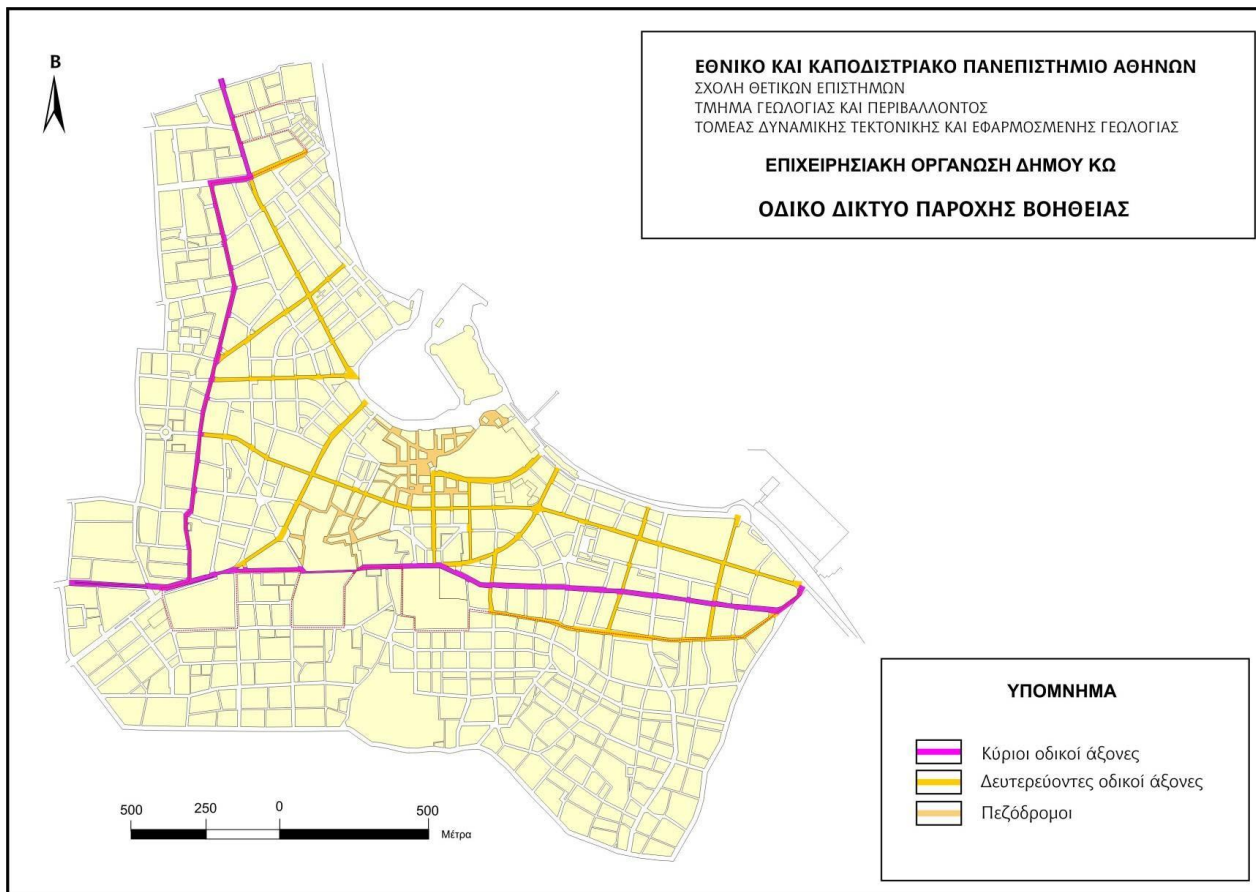 Β
ΕΘΝΙΚΟ ΚΑΙ ΚΑΠΟΔΙΣΤΡΙΑΚΟ ΠΑΝΕΠΙΣΤΗΜΙΟ ΑΘΗΝΩΝ
ΣΧΟΛΗ ΘΕΤΙΚΩΝ ΕΠΙΣΤΗΜΩΝ
ΤΜΗΜΑ ΓΕΩΛΟΓΙΑΣ ΚΑΙ ΠΕΡΙΒΑΛΛΟΝΤΟΣ
ΤΟΜΕΑΣ ΔΥΝΑΜΙΚΗΣ ΤΕΚΤΟΝΙΚΗΣ ΚΑΙ ΕΦΑΡΜΟΣΜΕΝΗΣ ΓΕΩΛΟΓΙΑΣ
ΕΠΙΧΕΙΡΗΣΙΑΚΗ ΟΡΓΑΝΩΣΗ ΔΗΜΟΥ ΚΩ
ΟΔΙΚΟ ΔΙΚΤΥΟ ΠΑΡΟΧΗΣ ΒΟΗΘΕΙΑΣ
ΥΠΟΜΝΗΜΑ
Κύριοι οδικοί άξονες
Δευτερεύοντες οδικοί άξονες
Πεζόδρομοι
500 250 0 500
Μέτρα